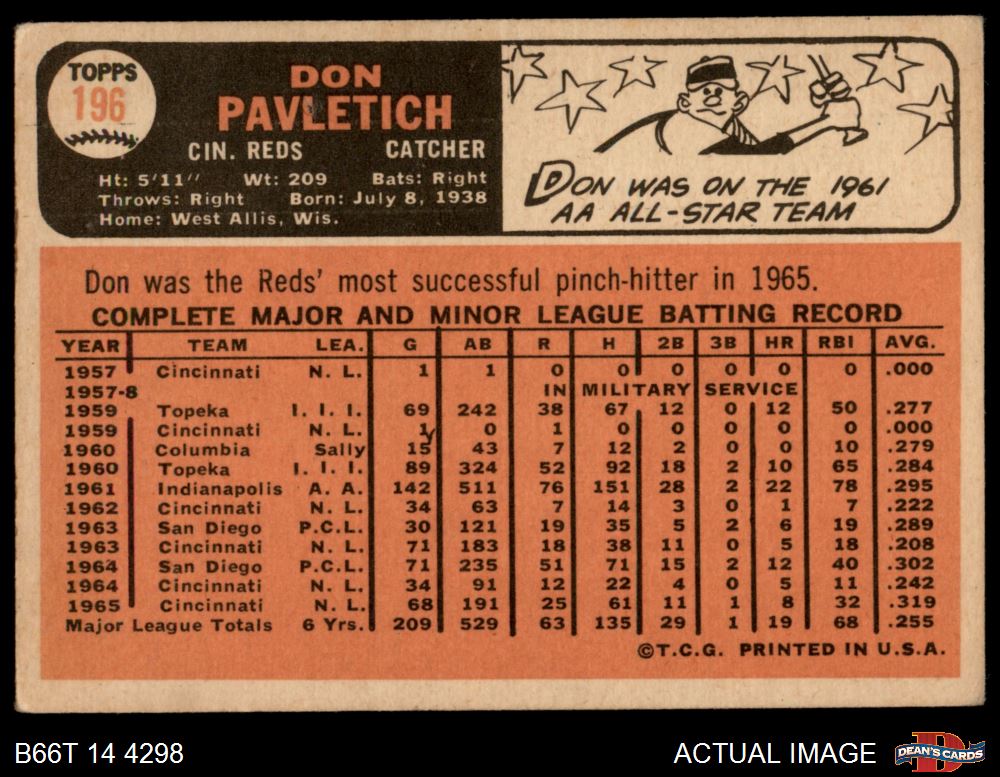 TOPPS
196
DON
PAVLETICH
CIN. REDS CATCHER
Ht: 5'11" Wt: 209 Bats: Right
Throws: Right Born: July 8, 1938
Home: West Allis, Wis.
DON WAS ON THE 1961
AA ALL-STAR TEAM
Don was the Reds' most successful pinch-hitter in 1965.
COMPLETE MAJOR AND MINOR LEAGUE BATTING RECORD
YEAR TEAM LEA. G AB R H 2B 3B HR RBI AVG.
1957 Cincinnati N. L. 1 1 0 0 0 0 0 0 .000
1957-8 IN MILITARY SERVICE
1959 Topeka I. I. I. 69 242 38 67 12 0 12 50 .277
1959 Cincinnati N. L. 1 0 1 0 0 0 0 0 .000
1960 Columbia Sally 15 43 7 12 2 0 0 10 .279
1960 Topeka I. I. I. 89 324 52 92 18 2 10 65 .284
1961 Indianapolis A. A. 142 511 76 151 28 2 22 78 .295
1962 Cincinnati N. L. 34 63 7 14 3 0 1 7 .222
1963 San Diego P.C.L. 30 121 19 35 5 2 6 19 .289
1963 Cincinnati N. L. 71 183 18 38 11 0 5 18 .208
1964 San Diego P.C.L. 71 235 51 71 15 2 12 40 .302
1964 Cincinnati N. L. 34 91 12 22 4 0 5 11 .242
1965 Cincinnati N. L. 68 191 25 61 11 1 8 32 .319
Major League Totals 6 Yrs. 209 529 63 135 29 1 19 68 .255
©T.C.G. PRINTED IN U.S.A.
B66T 14 4298 ACTUAL IMAGE DEAN'S CARDS